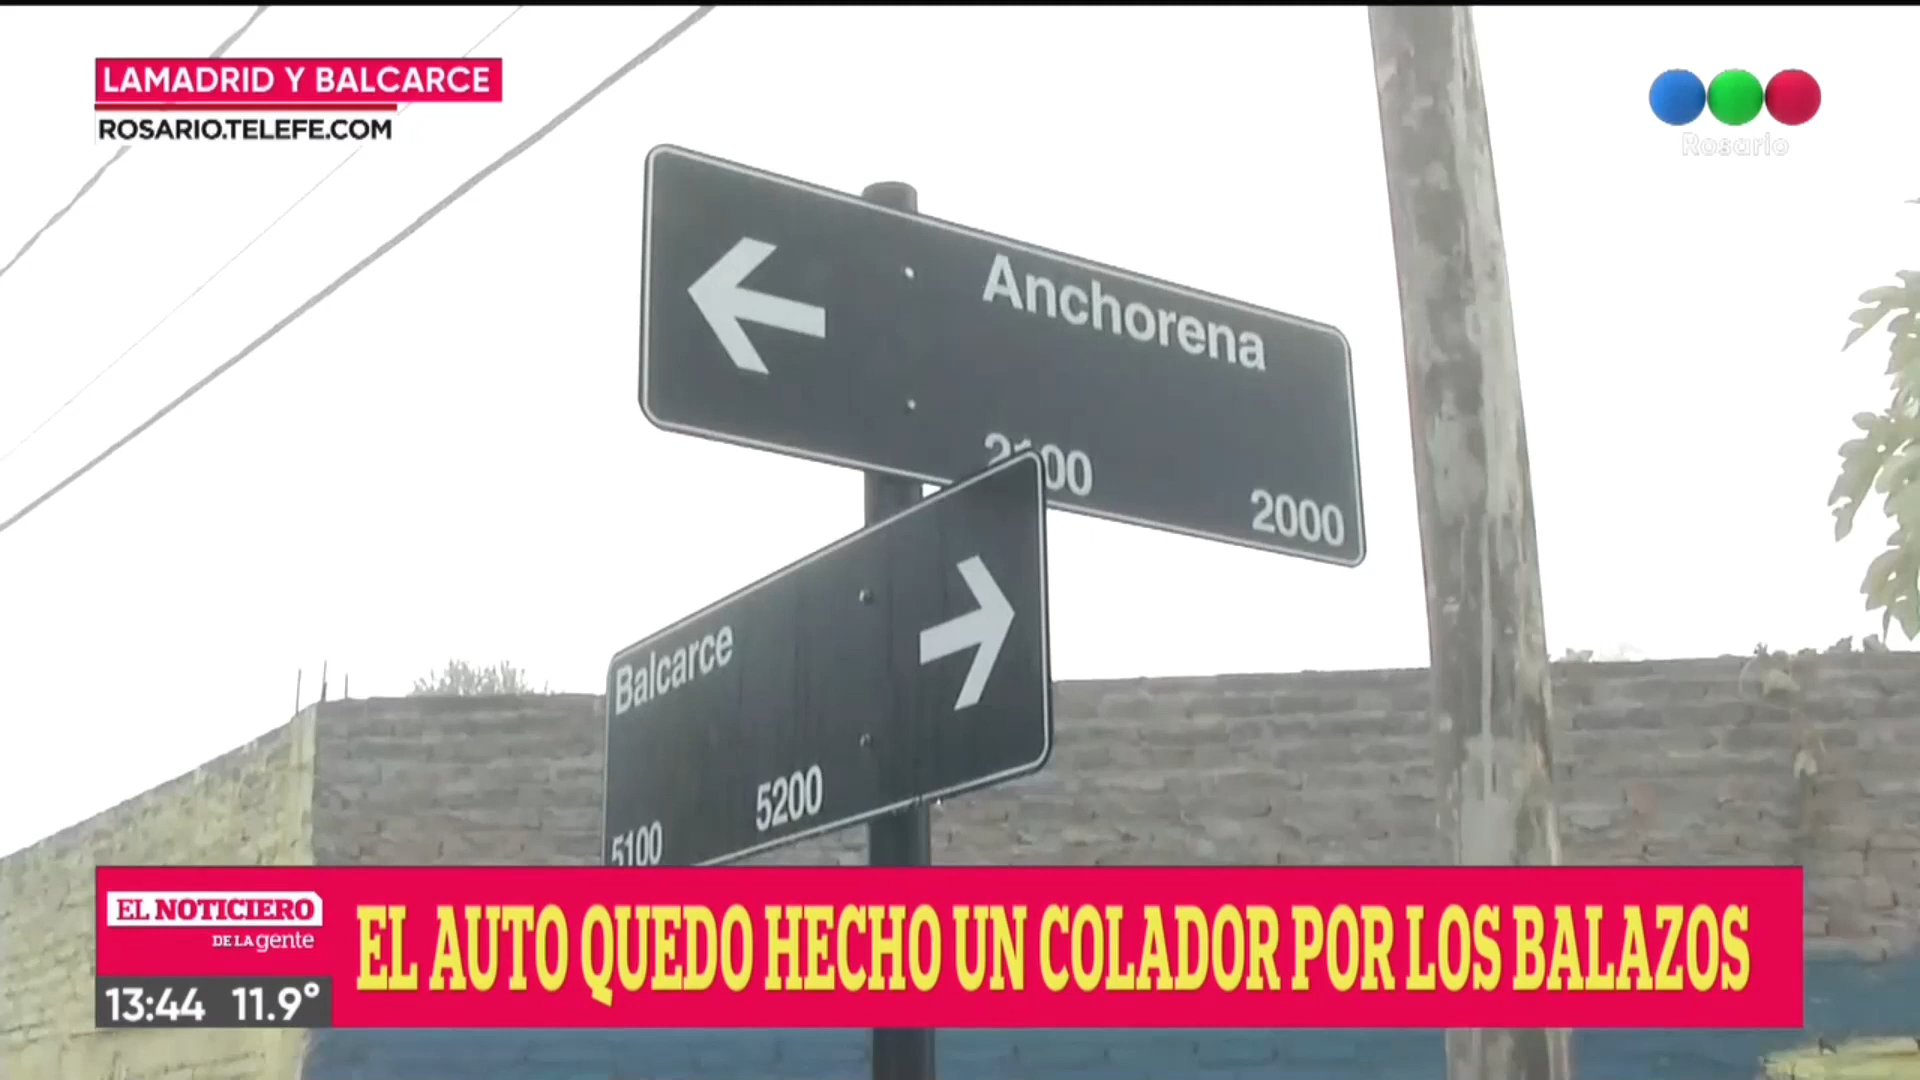 LAMADRID Y BALCARCE
ROSARIO.TELEFE.COM
Rosario
Anchorena
2000
Balcarce
5200
5100
EL NOTICIERO
DE LA gente
EL AUTO QUEDO HECHO UN COLADOR POR LOS BALAZOS
13:44 11.9°